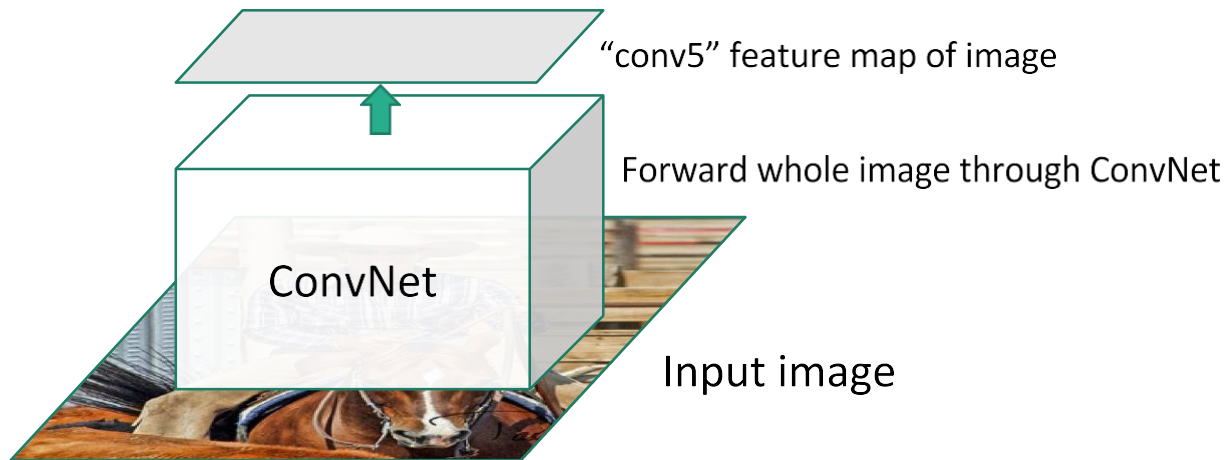 “conv5” feature map of image
Forward whole image through ConvNet
ConvNet
Input image